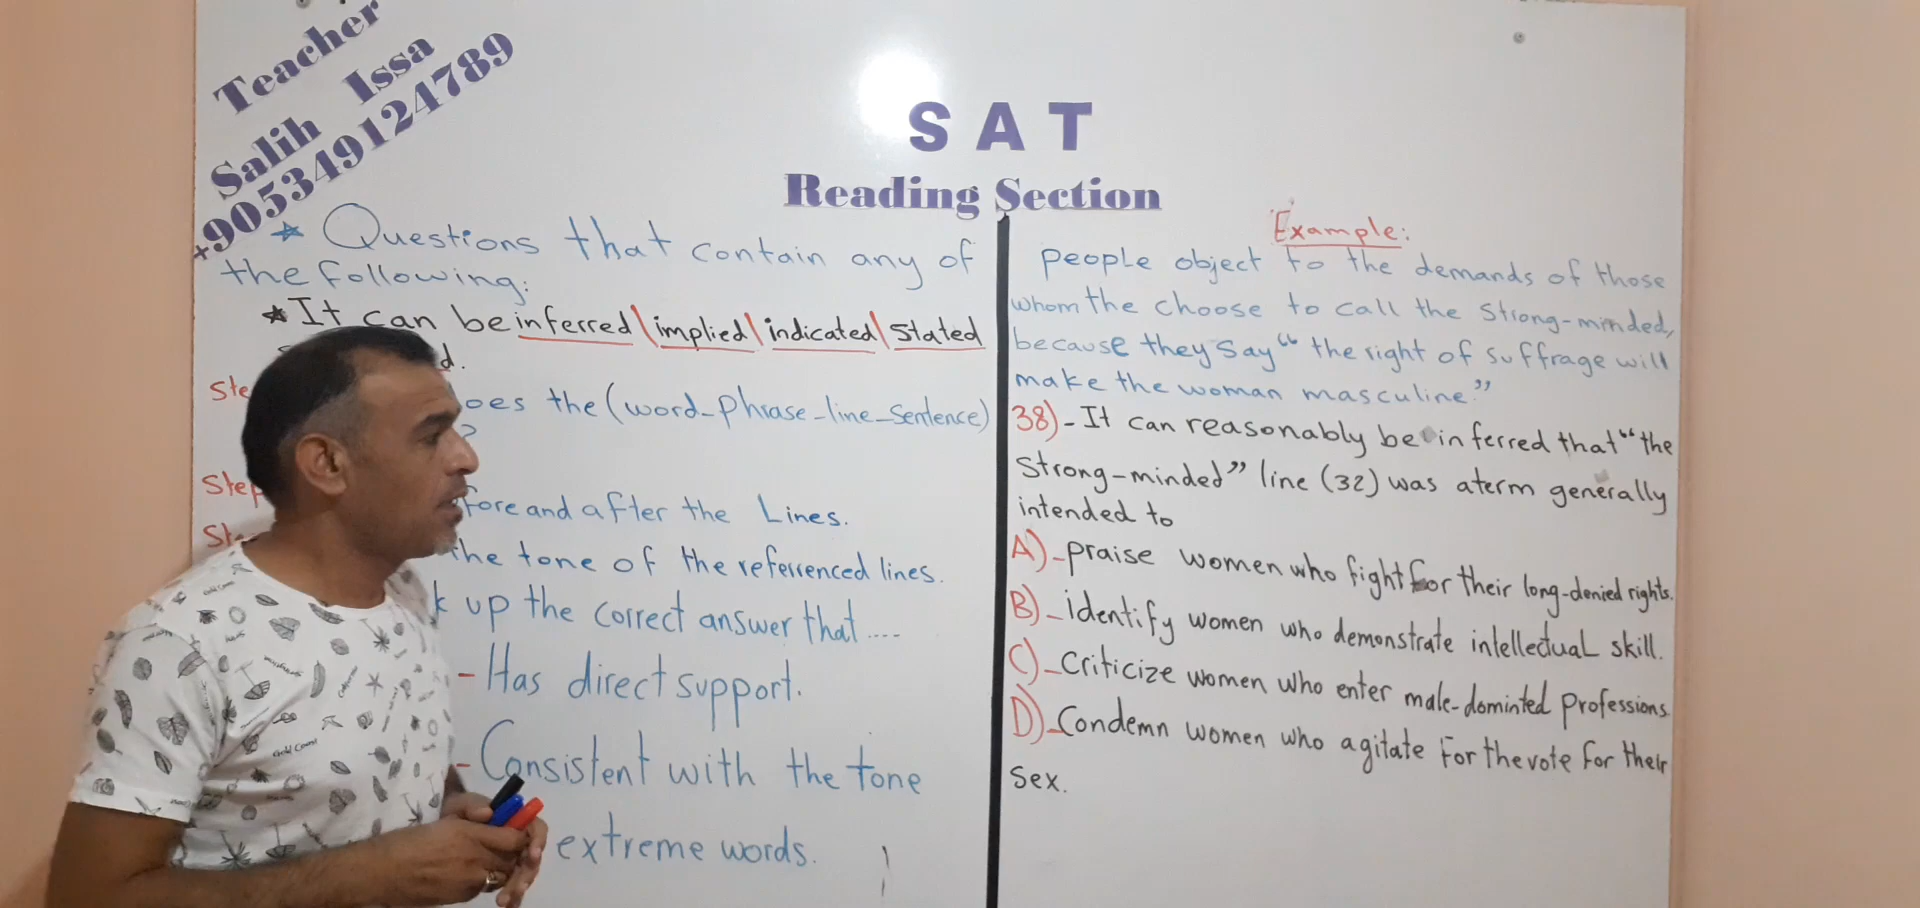 Teacher
Salih Issa
+905349124789
S A T
Reading Section
* Questions that contain any of
the following:
* It can be inferred \ implied \ indicated \ stated
d.
Ste oes the (word-phrase-line-sentence)
?
Step fore and after the Lines.
St the tone of the referrenced lines.
k up the correct answer that ....
- Has direct support.
- Consistent with the tone
extreme words.
Example:
people object to the demands of those
whom the choose to call the strong-minded,
because they say "the right of suffrage will
make the woman masculine."
38)- It can reasonably be inferred that "the
strong-minded" line (32) was a term generally
intended to
A)- praise women who fight for their long-denied rights.
B)- identify women who demonstrate intellectual skill.
C)- criticize women who enter male-dominted professions.
D)- Condemn women who agitate for the vote for their
sex.